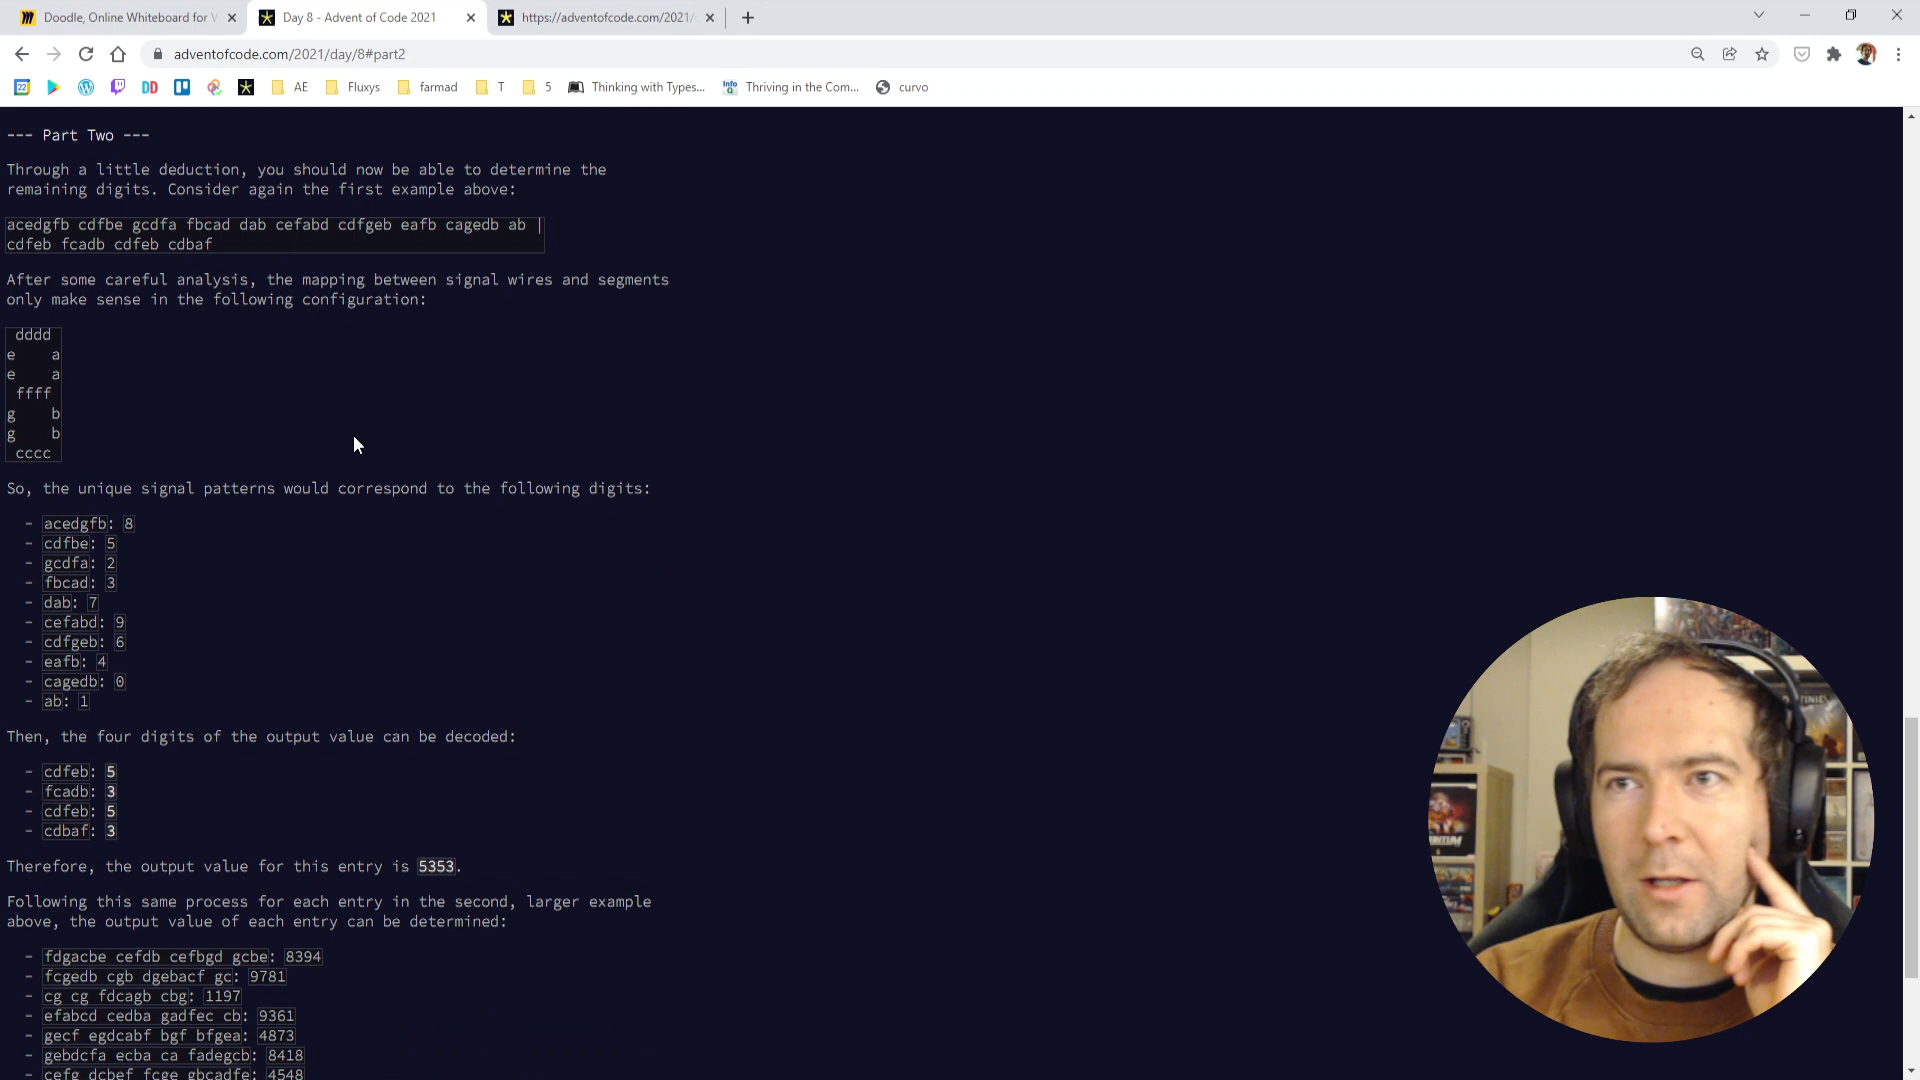 Doodle, Online Whiteboard for V
Day 8 - Advent of Code 2021
https://adventofcode.com/2021/
adventofcode.com/2021/day/8#part2
22
DD
AE
Fluxys
farmad
T
5
Thinking with Types...
Thriving in the Com...
curvo
--- Part Two ---
Through a little deduction, you should now be able to determine the
remaining digits. Consider again the first example above:
acedgfb cdfbe gcdfa fbcad dab cefabd cdfgeb eafb cagedb ab |
cdfeb fcadb cdfeb cdbaf
After some careful analysis, the mapping between signal wires and segments
only make sense in the following configuration:
dddd
e    a
e    a
ffff
g    b
g    b
cccc
So, the unique signal patterns would correspond to the following digits:
- acedgfb: 8
- cdfbe: 5
- gcdfa: 2
- fbcad: 3
- dab: 7
- cefabd: 9
- cdfgeb: 6
- eafb: 4
- cagedb: 0
- ab: 1
Then, the four digits of the output value can be decoded:
- cdfeb: 5
- fcadb: 3
- cdfeb: 5
- cdbaf: 3
Therefore, the output value for this entry is 5353.
Following this same process for each entry in the second, larger example
above, the output value of each entry can be determined:
- fdgacbe cefdb cefbgd gcbe: 8394
- fcgedb cgb dgebacf gc: 9781
- cg cg fdcagb cbg: 1197
- efabcd cedba gadfec cb: 9361
- gecf egdcabf bgf bfgea: 4873
- gebdcfa ecba ca fadegcb: 8418
- cefg dcbef fcge gbcadfe: 4548